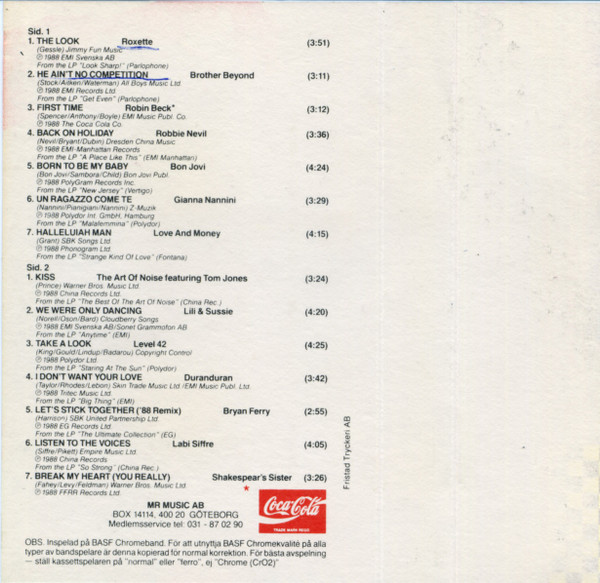 Sid. 1
1. THE LOOK Roxette (3:51)
(Gessle) Jimmy Fun Music
Ⓟ 1988 EMI Svenska AB
From the LP "Look Sharp!" (Parlophone)
2. HE AIN'T NO COMPETITION Brother Beyond (3:11)
(Stock/Aitken/Waterman) All Boys Music Ltd.
Ⓟ 1988 EMI Records Ltd.
From the LP "Get Even" (Parlophone)
3. FIRST TIME Robin Beck* (3:12)
(Spencer/Anthony/Boyle) EMI Music Publ. Co.
Ⓟ 1988 The Coca Cola Co.
4. BACK ON HOLIDAY Robbie Nevil (3:36)
(Nevil/Bryant/Dubin) Dresden China Music
Ⓟ 1988 EMI-Manhattan Records
From the LP "A Place Like This" (EMI Manhattan)
5. BORN TO BE MY BABY Bon Jovi (4:24)
(Bon Jovi/Sambora/Child) Bon Jovi Publ.
Ⓟ 1988 PolyGram Records Inc.
From the LP "New Jersey" (Vertigo)
6. UN RAGAZZO COME TE Gianna Nannini (3:29)
(Nannini/Pianigiani/Nannini) Z-Muzik
Ⓟ 1988 Polydor Int. GmbH, Hamburg
From the LP "Malafemmina" (Polydor)
7. HALLELUIAH MAN Love And Money (4:15)
(Grant) SBK Songs Ltd
Ⓟ 1988 Phonogram Ltd.
From the LP "Strange Kind Of Love" (Fontana)
Sid. 2
1. KISS The Art Of Noise featuring Tom Jones (3:24)
(Prince) Warner Bros. Music Ltd.
Ⓟ 1988 China Records Ltd.
From the LP "The Best Of The Art Of Noise" (China Rec.)
2. WE WERE ONLY DANCING Lili & Sussie (4:20)
(Norell/Oson/Bard) Cloudberry Songs
Ⓟ 1988 EMI Svenska AB/Sonet Grammofon AB
From the LP "Anytime" (EMI)
3. TAKE A LOOK Level 42 (4:25)
(King/Gould/Lindup/Badarou) Copyright Control
Ⓟ 1988 Polydor Ltd.
From the LP "Staring At The Sun" (Polydor)
4. I DON'T WANT YOUR LOVE Duranduran (3:42)
(Taylor/Rhodes/Lebon) Skin Trade Music Ltd /EMI Music Publ. Ltd.
Ⓟ 1988 Tritec Music Ltd.
From the LP "Big Thing" (EMI)
5. LET'S STICK TOGETHER ('88 Remix) Bryan Ferry (2:55)
(Harrison) SBK United Partnership Ltd.
Ⓟ 1988 EG Records Ltd.
From the LP "The Ultimate Collection" (EG)
6. LISTEN TO THE VOICES Labi Siffre (4:05)
(Siffre/Pikett) Empire Music Ltd.
Ⓟ 1988 China Records
From the LP "So Strong" (China Rec.)
7. BREAK MY HEART (YOU REALLY) Shakespear's Sister (3:26)
(Fahey/Levy/Feldman) Warner Bros. Music Ltd.
Ⓟ 1988 FFRR Records Ltd.
*
Coca-Cola
TRADE MARK REGD
MR MUSIC AB
BOX 14114, 400 20 GÖTEBORG
Medlemsservice tel: 031 - 87 02 90
OBS. Inspelad på BASF Chromeband. För att utnyttja BASF Chromekvalité på alla
typer av bandspelare är denna kopierad för normal korrektion. För bästa avspelning
– ställ kassettspelaren på "normal" eller "ferro", ej "Chrome (CrO2)"
Fristad Tryckeri AB